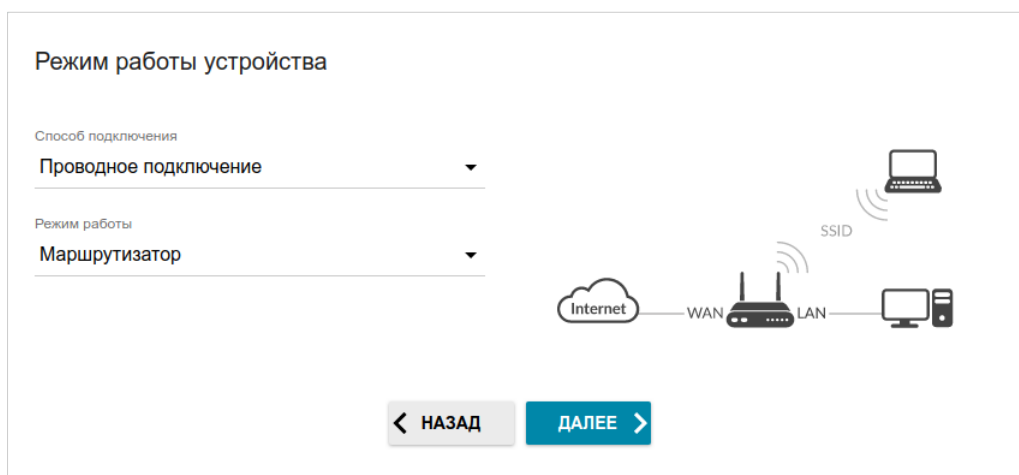 Режим работы устройства
Способ подключения
Проводное подключение
Режим работы
Маршрутизатор
SSID
Internet
WAN
LAN
НАЗАД
ДАЛЕЕ